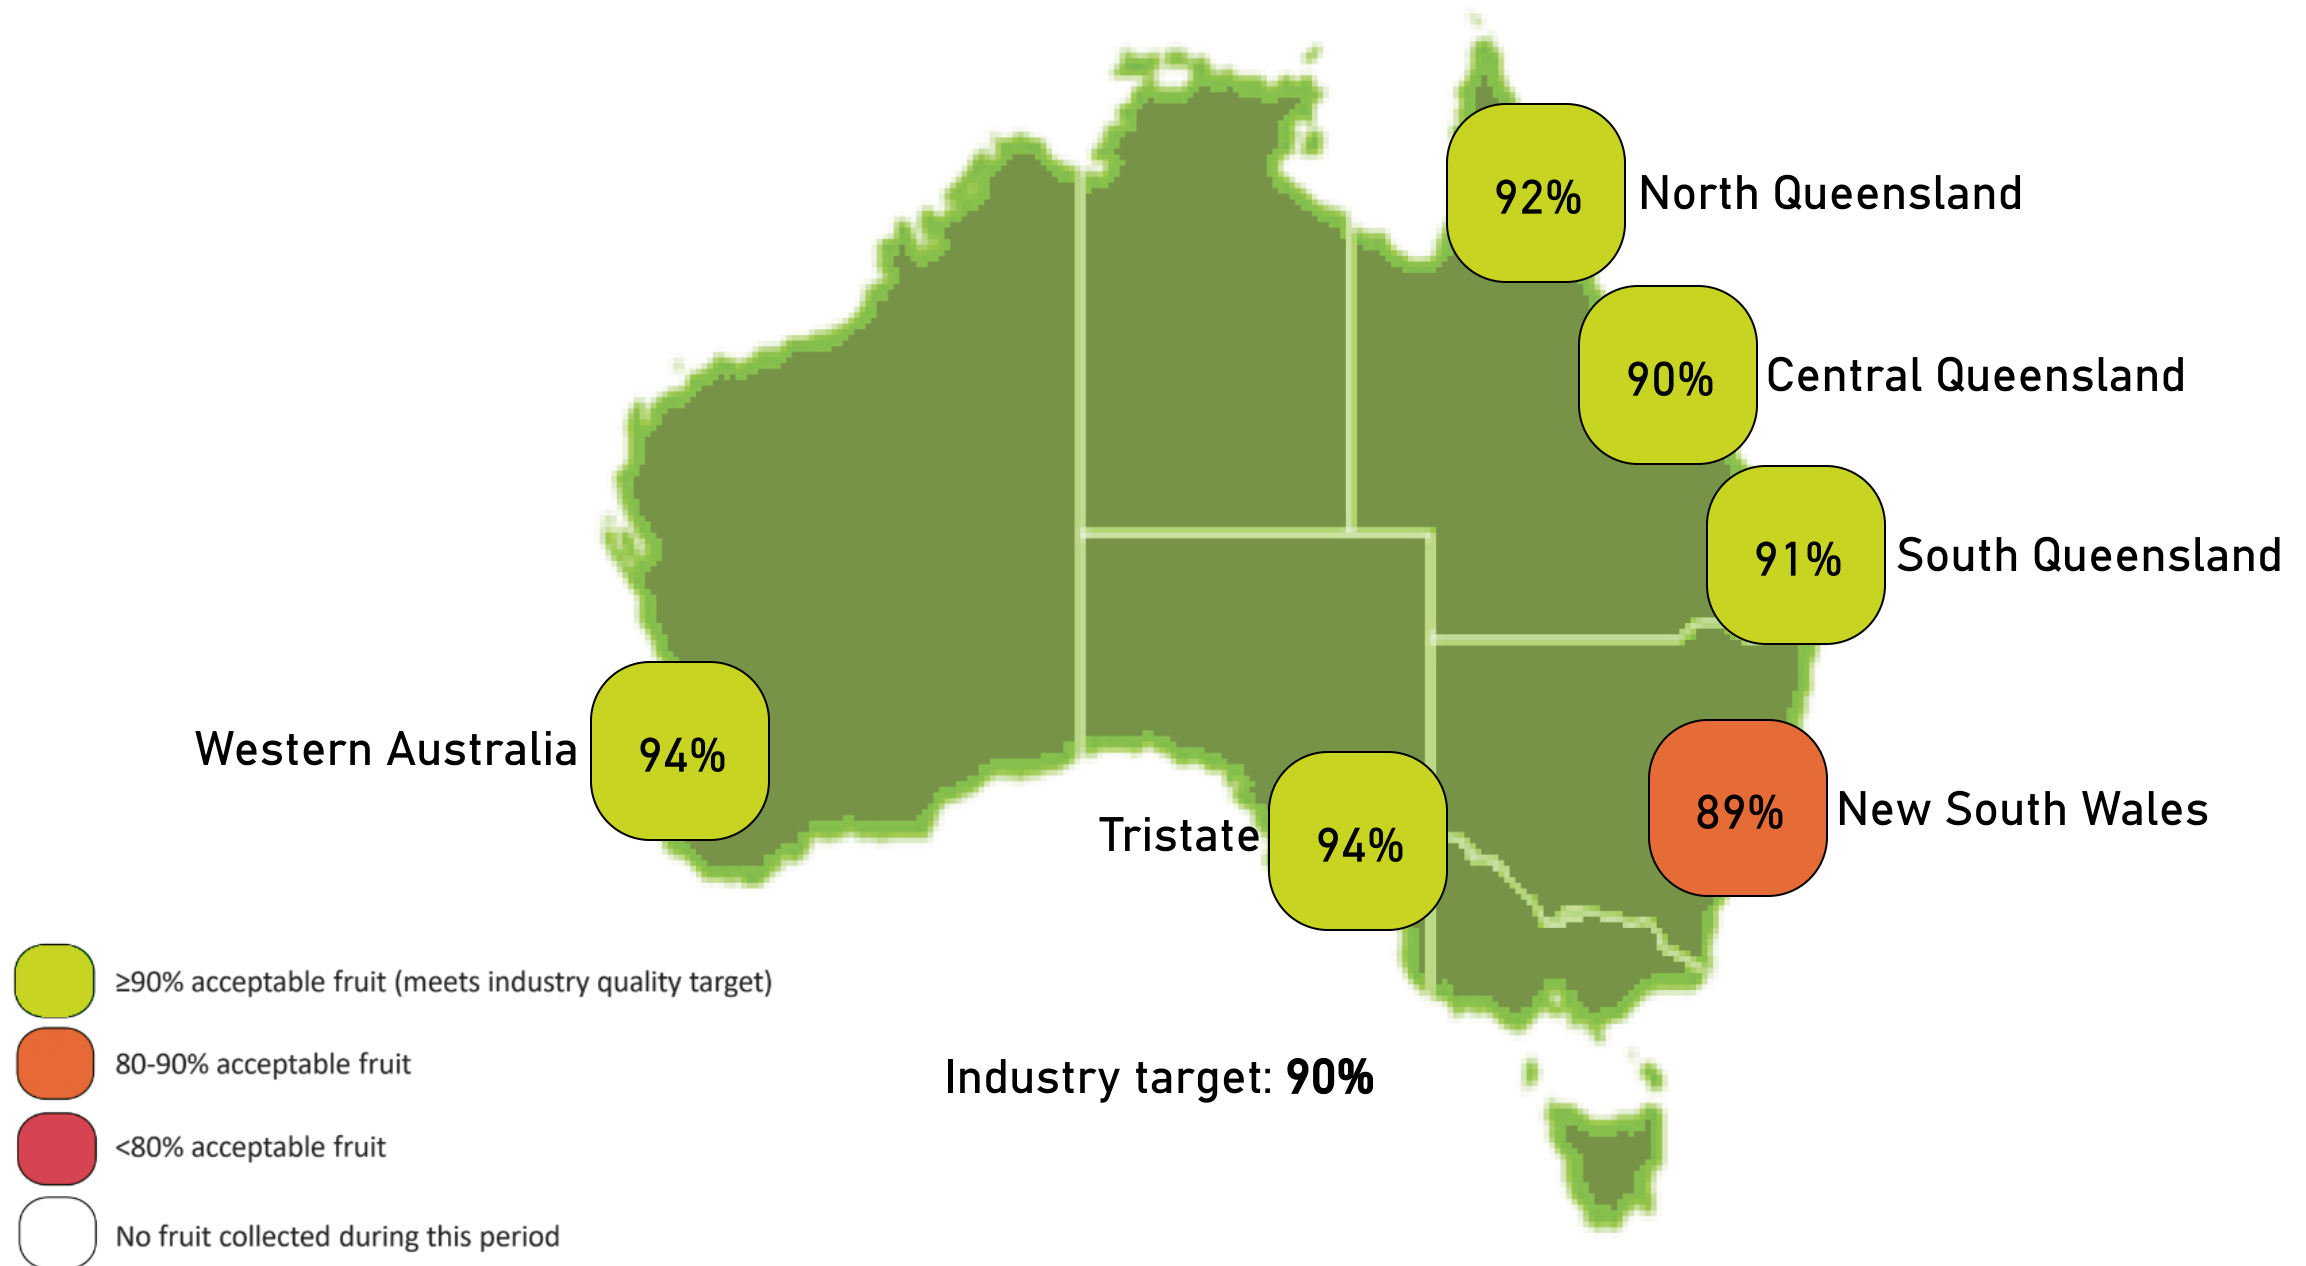 92%
North Queensland
90%
Central Queensland
91%
South Queensland
Western Australia
94%
Tristate
94%
89%
New South Wales
≥90% acceptable fruit (meets industry quality target)
80-90% acceptable fruit
<80% acceptable fruit
No fruit collected during this period
Industry target: 90%